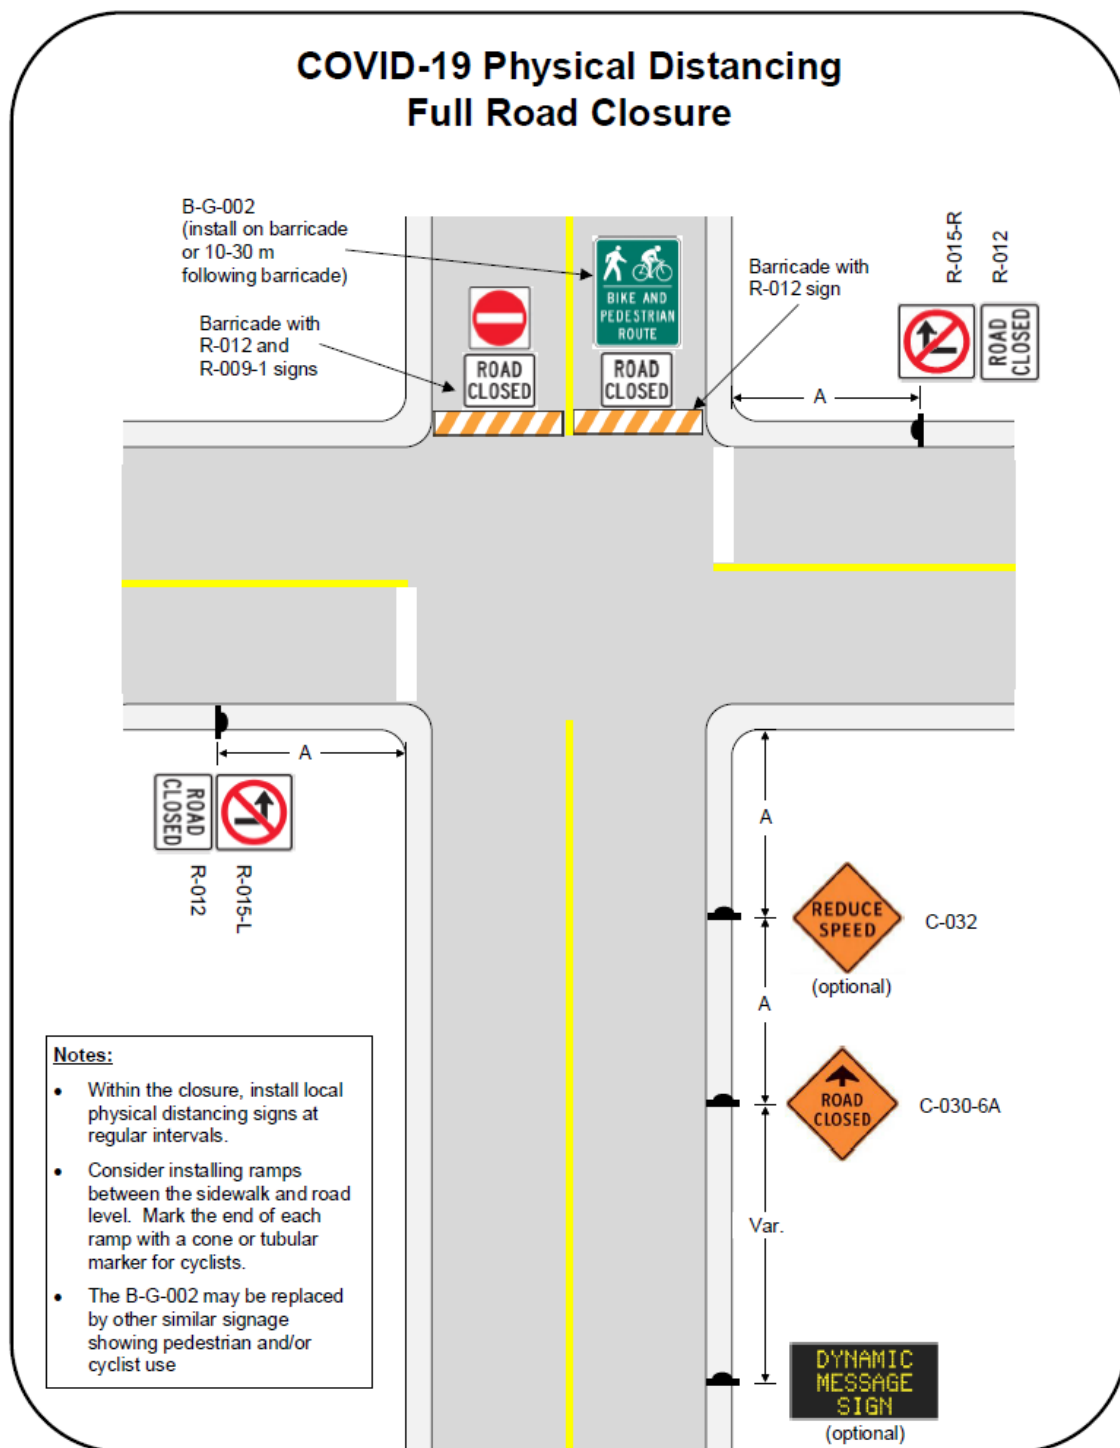 COVID-19 Physical Distancing
Full Road Closure
B-G-002
(install on barricade
or 10-30 m
following barricade)
BIKE AND
PEDESTRIAN
ROUTE
Barricade with
R-012 sign
R-015-R
R-012
ROAD
CLOSED
Barricade with
R-012 and
R-009-1 signs
ROAD
CLOSED
ROAD
CLOSED
A
A
ROAD
CLOSED
R-012
R-015-L
A
REDUCE
SPEED
C-032
(optional)
A
ROAD
CLOSED
C-030-6A
Var.
DYNAMIC
MESSAGE
SIGN
(optional)
Notes:
• Within the closure, install local
physical distancing signs at
regular intervals.
• Consider installing ramps
between the sidewalk and road
level. Mark the end of each
ramp with a cone or tubular
marker for cyclists.
• The B-G-002 may be replaced
by other similar signage
showing pedestrian and/or
cyclist use